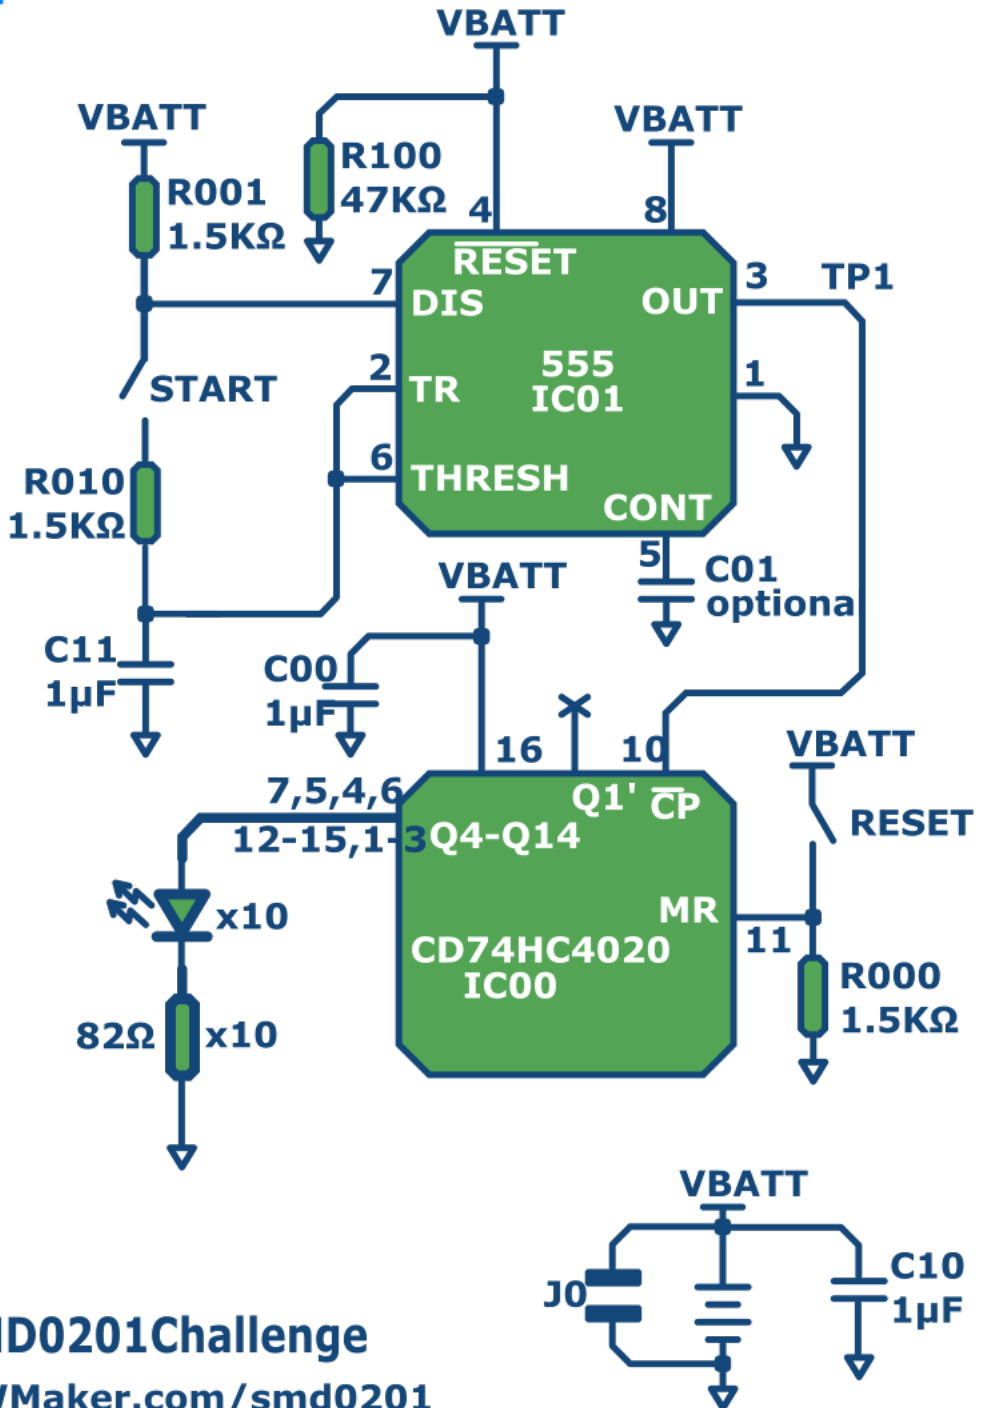 VBATT
VBATT
VBATT
R100
47KΩ
R001
1.5KΩ
4
8
RESET
7
DIS
3
TP1
OUT
2
TR
START
555
IC01
1
6
THRESH
R010
1.5KΩ
CONT
5
C01
optiona
VBATT
C11
1µF
C00
1µF
16
10
VBATT
7,5,4,6
12-15,1-3
Q1'
CP
Q4-Q14
RESET
x10
MR
11
CD74HC4020
IC00
R000
1.5KΩ
82Ω
x10
VBATT
J0
C10
1µF
D0201Challenge
Maker.com/smd0201